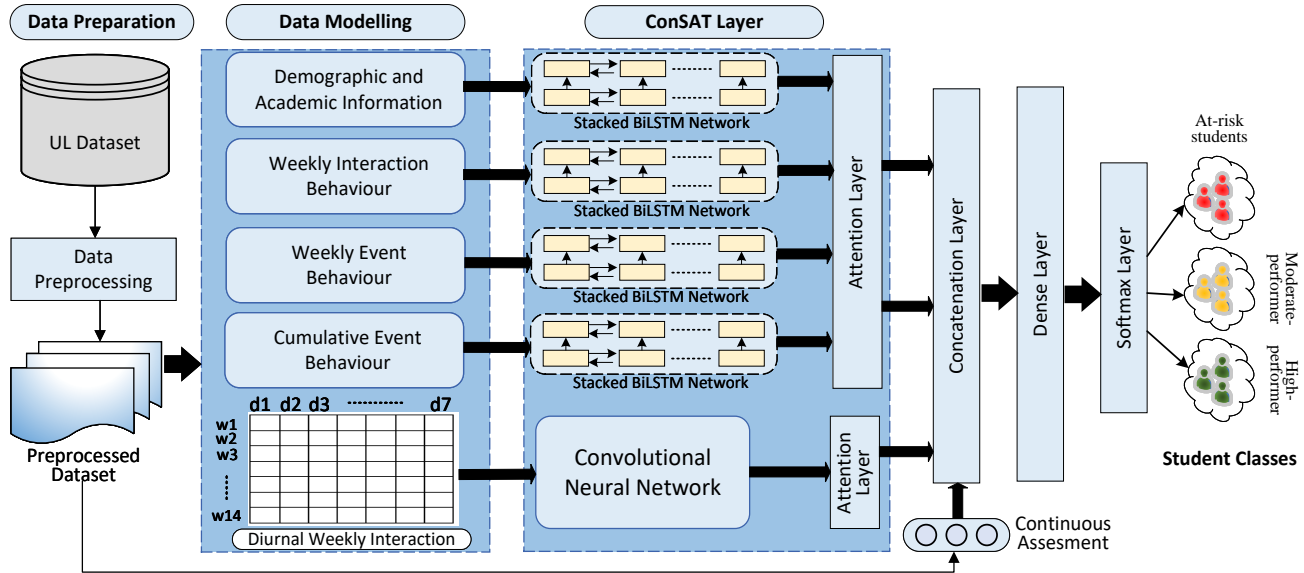 Data Preparation
Data Modelling
ConSAT Layer
UL Dataset
Data
Preprocessing
Preprocessed
Dataset
Demographic and
Academic Information
Weekly Interaction
Behaviour
Weekly Event
Behaviour
Cumulative Event
Behaviour
d1 d2 d3 ............ d7
w1
w2
w3
w14
Diurnal Weekly Interaction
Stacked BiLSTM Network
Stacked BiLSTM Network
Stacked BiLSTM Network
Stacked BiLSTM Network
Convolutional
Neural Network
Attention Layer
Attention
Layer
Concatenation Layer
Dense Layer
Softmax Layer
Continuous
Assesment
At-risk
students
Moderate-
performer
High-
performer
Student Classes